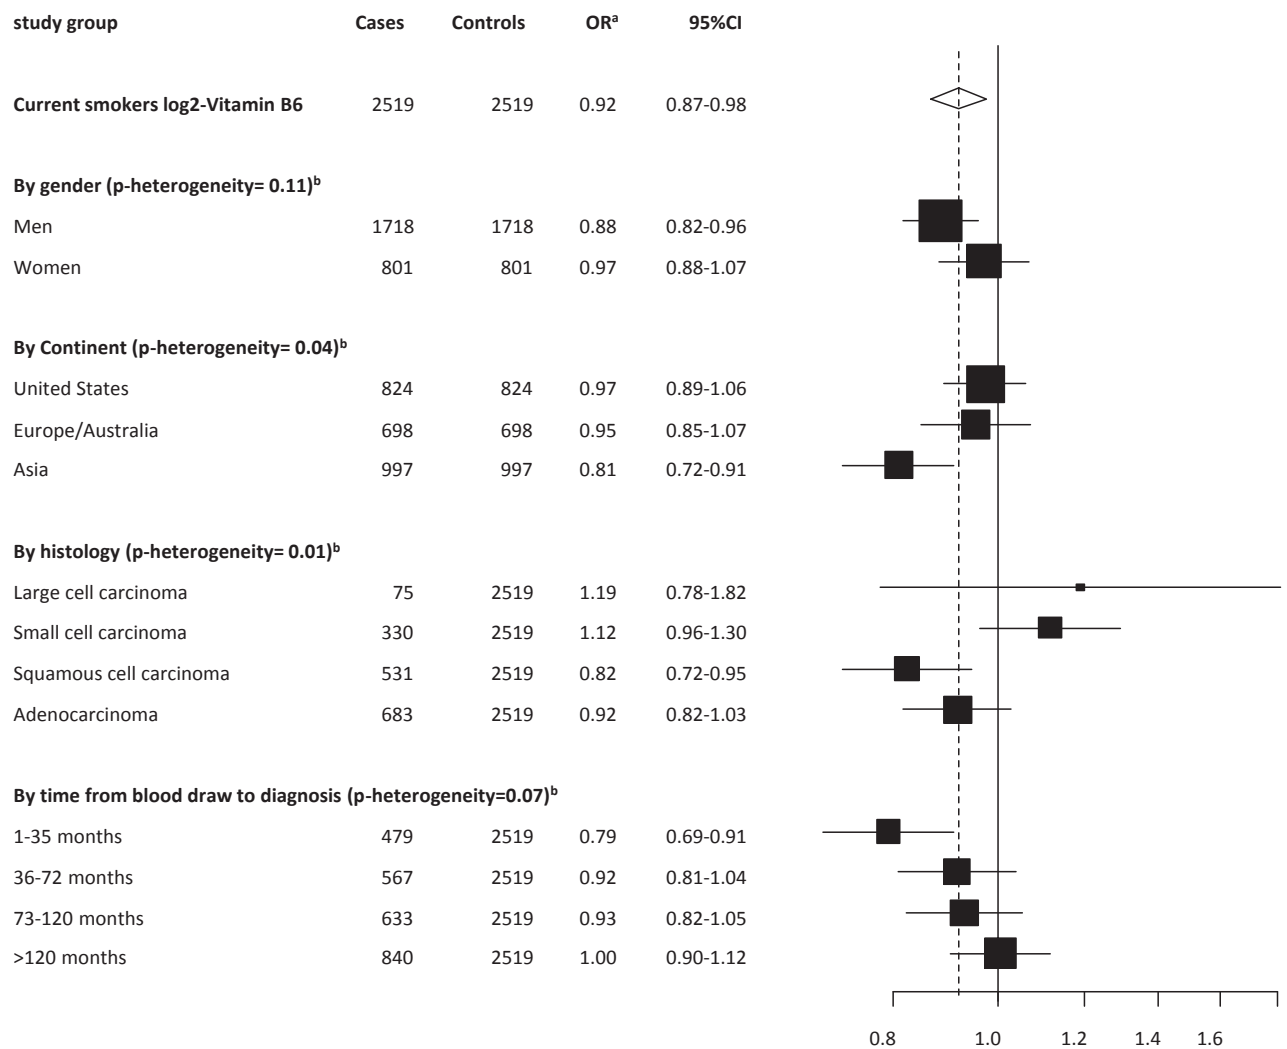 study group Cases Controls ORᵃ 95%CI
Current smokers log2-Vitamin B6 2519 2519 0.92 0.87-0.98
By gender (p-heterogeneity= 0.11)ᵇ
Men 1718 1718 0.88 0.82-0.96
Women 801 801 0.97 0.88-1.07
By Continent (p-heterogeneity= 0.04)ᵇ
United States 824 824 0.97 0.89-1.06
Europe/Australia 698 698 0.95 0.85-1.07
Asia 997 997 0.81 0.72-0.91
By histology (p-heterogeneity= 0.01)ᵇ
Large cell carcinoma 75 2519 1.19 0.78-1.82
Small cell carcinoma 330 2519 1.12 0.96-1.30
Squamous cell carcinoma 531 2519 0.82 0.72-0.95
Adenocarcinoma 683 2519 0.92 0.82-1.03
By time from blood draw to diagnosis (p-heterogeneity=0.07)ᵇ
1-35 months 479 2519 0.79 0.69-0.91
36-72 months 567 2519 0.92 0.81-1.04
73-120 months 633 2519 0.93 0.82-1.05
>120 months 840 2519 1.00 0.90-1.12
0.8 1.0 1.2 1.4 1.6